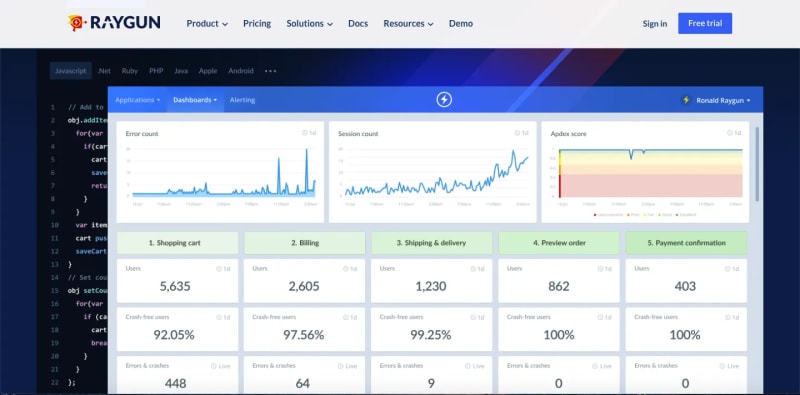 RAYGUN Product Pricing Solutions Docs Resources Demo Sign in Free trial
Javascript .Net Ruby PHP Java Apple Android •••
Applications Dashboards Alerting Ronald Raygun
1 // Add to
2 obj.addItem
3 for(var
4 if(cart
5 cart
6 save
7 retu
8 }
9 }
10 var item
11 cart pus
12 saveCart
13 }
14 // Set cou
15 obj setCou
16 for(var
17 if (ca
18 cart
19 brea
20 }
21 }
22 };
Error count 1d
Session count 1d
Apdex score 1d
1. Shopping cart 2. Billing 3. Shipping & delivery 4. Preview order 5. Payment confirmation
Users 1d Users 1d Users 1d Users 1d Users 1d
5,635 2,605 1,230 862 403
Crash-free users 1d Crash-free users 1d Crash-free users 1d Crash-free users 1d Crash-free users 1d
92.05% 97.56% 99.25% 100% 100%
Errors & crashes Live Errors & crashes Live Errors & crashes Live Errors & crashes Live Errors & crashes Live
448 64 9 0 0